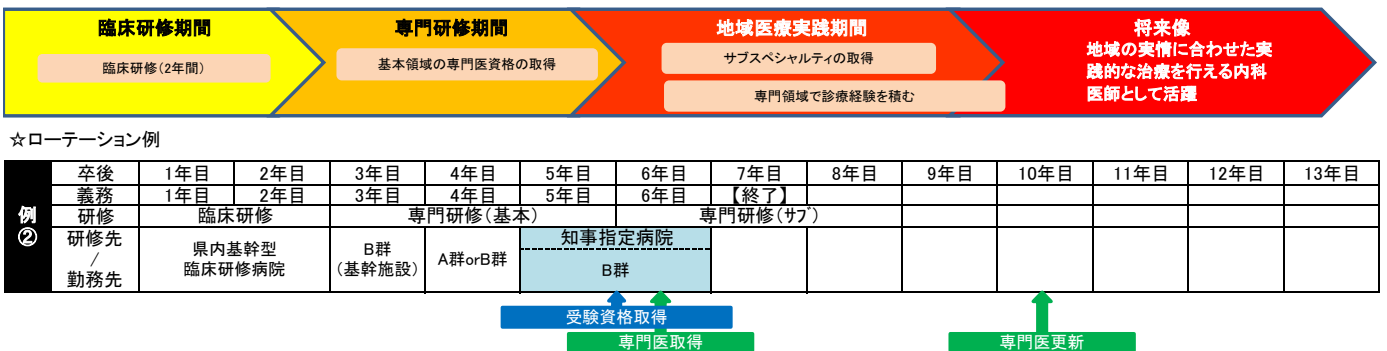 臨床研修期間
臨床研修(2年間)
専門研修期間
基本領域の専門医資格の取得
地域医療実践期間
サブスペシャルティの取得
専門領域で診療経験を積む
将来像
地域の実情に合わせた実
践的な治療を行える内科
医師として活躍
☆ローテーション例
例
②
卒後 1年目 2年目 3年目 4年目 5年目 6年目 7年目 8年目 9年目 10年目 11年目 12年目 13年目
義務 1年目 2年目 3年目 4年目 5年目 6年目 【終了】
研修 臨床研修 専門研修(基本) 専門研修(サブ)
研修先
/
勤務先
県内基幹型
臨床研修病院
B群
(基幹施設)
A群orB群
知事指定病院
B群
受験資格取得
専門医取得
専門医更新